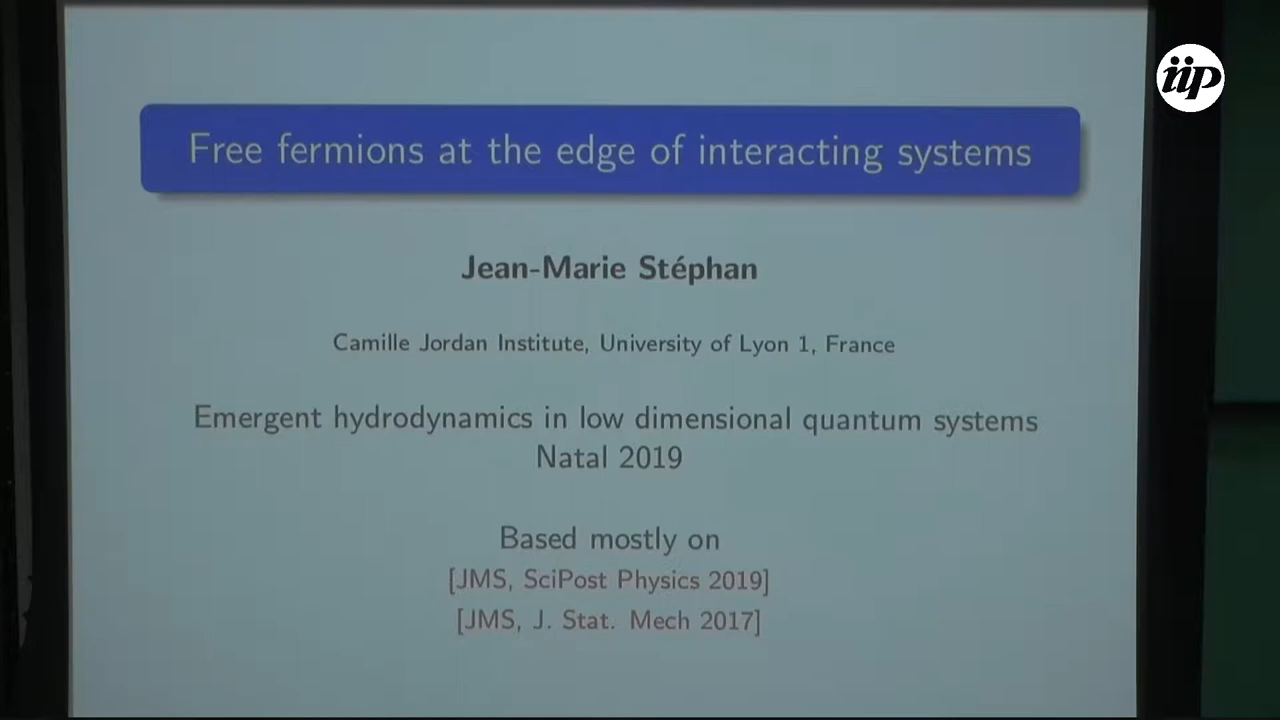 iip
Free fermions at the edge of interacting systems
Jean-Marie Stéphan
Camille Jordan Institute, University of Lyon 1, France
Emergent hydrodynamics in low dimensional quantum systems
Natal 2019
Based mostly on
[JMS, SciPost Physics 2019]
[JMS, J. Stat. Mech 2017]